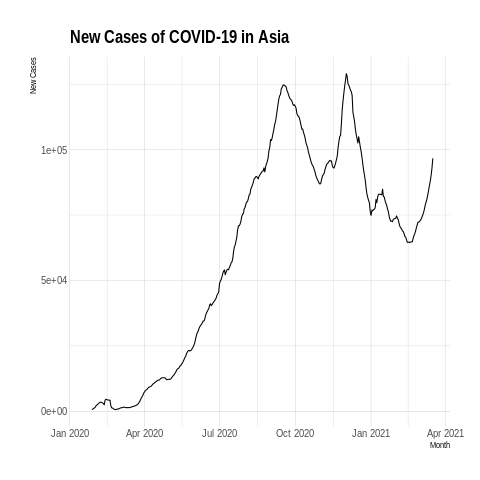 New Cases of COVID-19 in Asia
New Cases
1e+05
5e+04
0e+00
Jan 2020 Apr 2020 Jul 2020 Oct 2020 Jan 2021 Apr 2021
Month